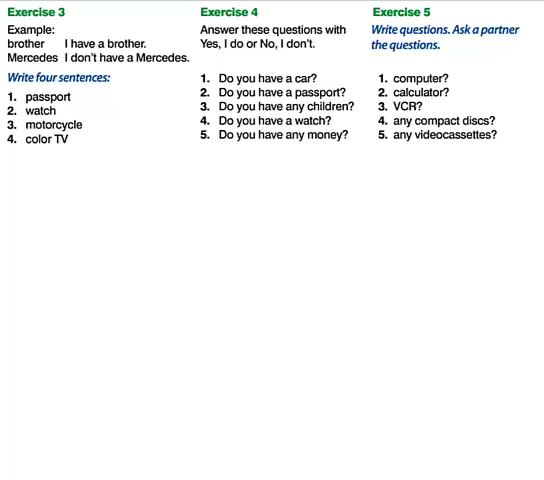 Exercise 3
Example:
brother I have a brother.
Mercedes I don't have a Mercedes.
Write four sentences:
1. passport
2. watch
3. motorcycle
4. color TV
Exercise 4
Answer these questions with
Yes, I do or No, I don't.
1. Do you have a car?
2. Do you have a passport?
3. Do you have any children?
4. Do you have a watch?
5. Do you have any money?
Exercise 5
Write questions. Ask a partner
the questions.
1. computer?
2. calculator?
3. VCR?
4. any compact discs?
5. any videocassettes?